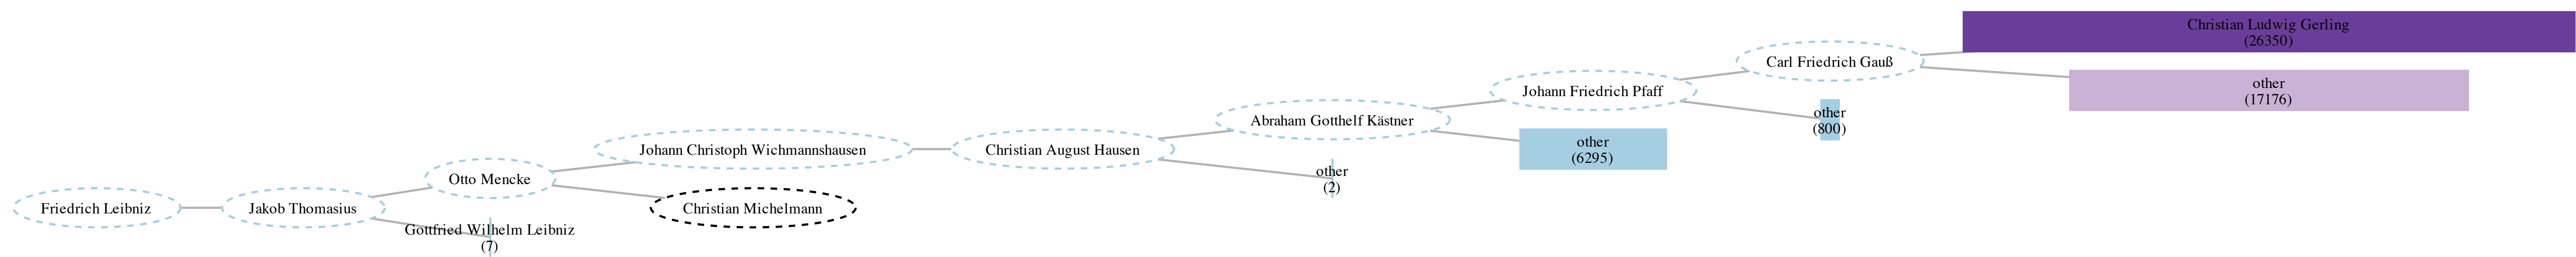 Friedrich Leibniz
Jakob Thomasius
Otto Mencke
Gottfried Wilhelm Leibniz
(7)
Johann Christoph Wichmannshausen
Christian Michelmann
Christian August Hausen
Abraham Gotthelf Kästner
other
(2)
Johann Friedrich Pfaff
other
(6295)
Carl Friedrich Gauß
other
(800)
Christian Ludwig Gerling
(26350)
other
(17176)